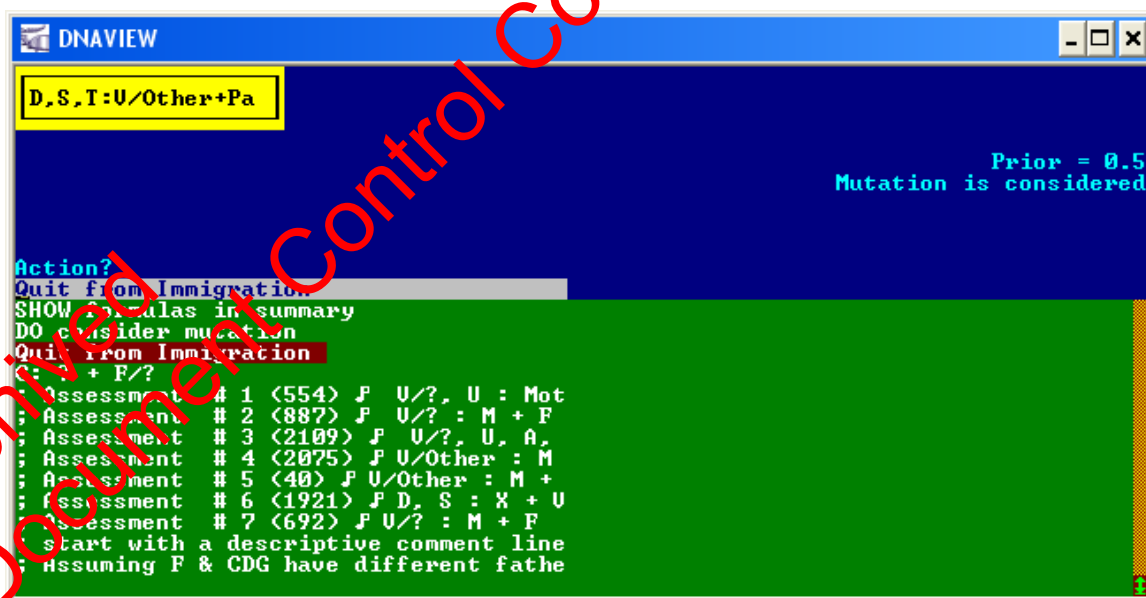 DNAVIEW
D,S,T:V/Other+Pa
Prior = 0.5
Mutation is considered
Action?
Quit from Immigration
SHOW formulas in summary
DO consider mutation
Quit from Immigration
C: ? + F/?
; Assessment # 1 (554) V/?, U : Mot
; Assessment # 2 (887) V/? : M + F
; Assessment # 3 (2109) V/?, U, A,
; Assessment # 4 (2075) V/Other : M
; Assessment # 5 (40) V/Other : M +
; Assessment # 6 (1921) D, S : X + V
; Assessment # 7 (692) V/? : M + F
start with a descriptive comment line
; Assuming F & CDG have different fathe
Archived
Document Control Co